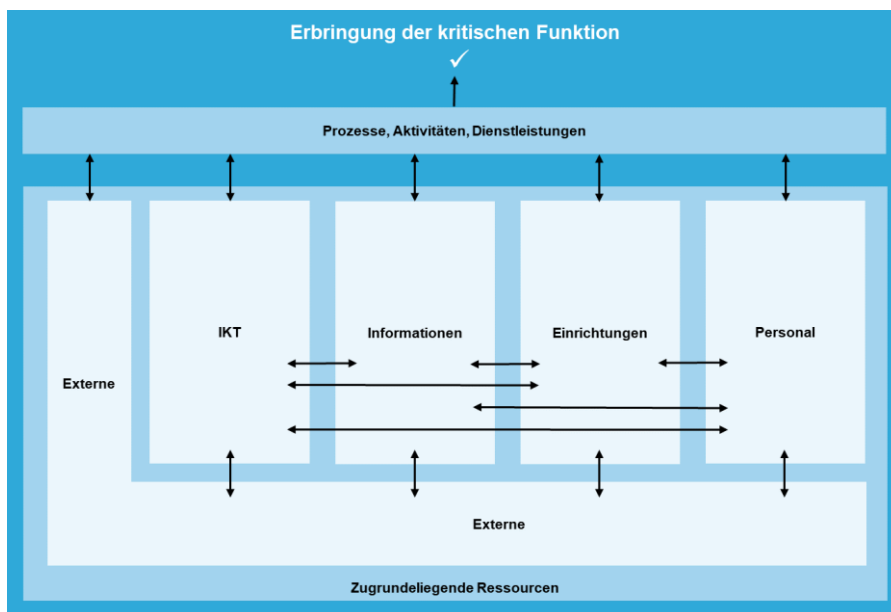 Erbringung der kritischen Funktion
Prozesse, Aktivitäten, Dienstleistungen
IKT
Informationen
Einrichtungen
Personal
Externe
Externe
Zugrundeliegende Ressourcen